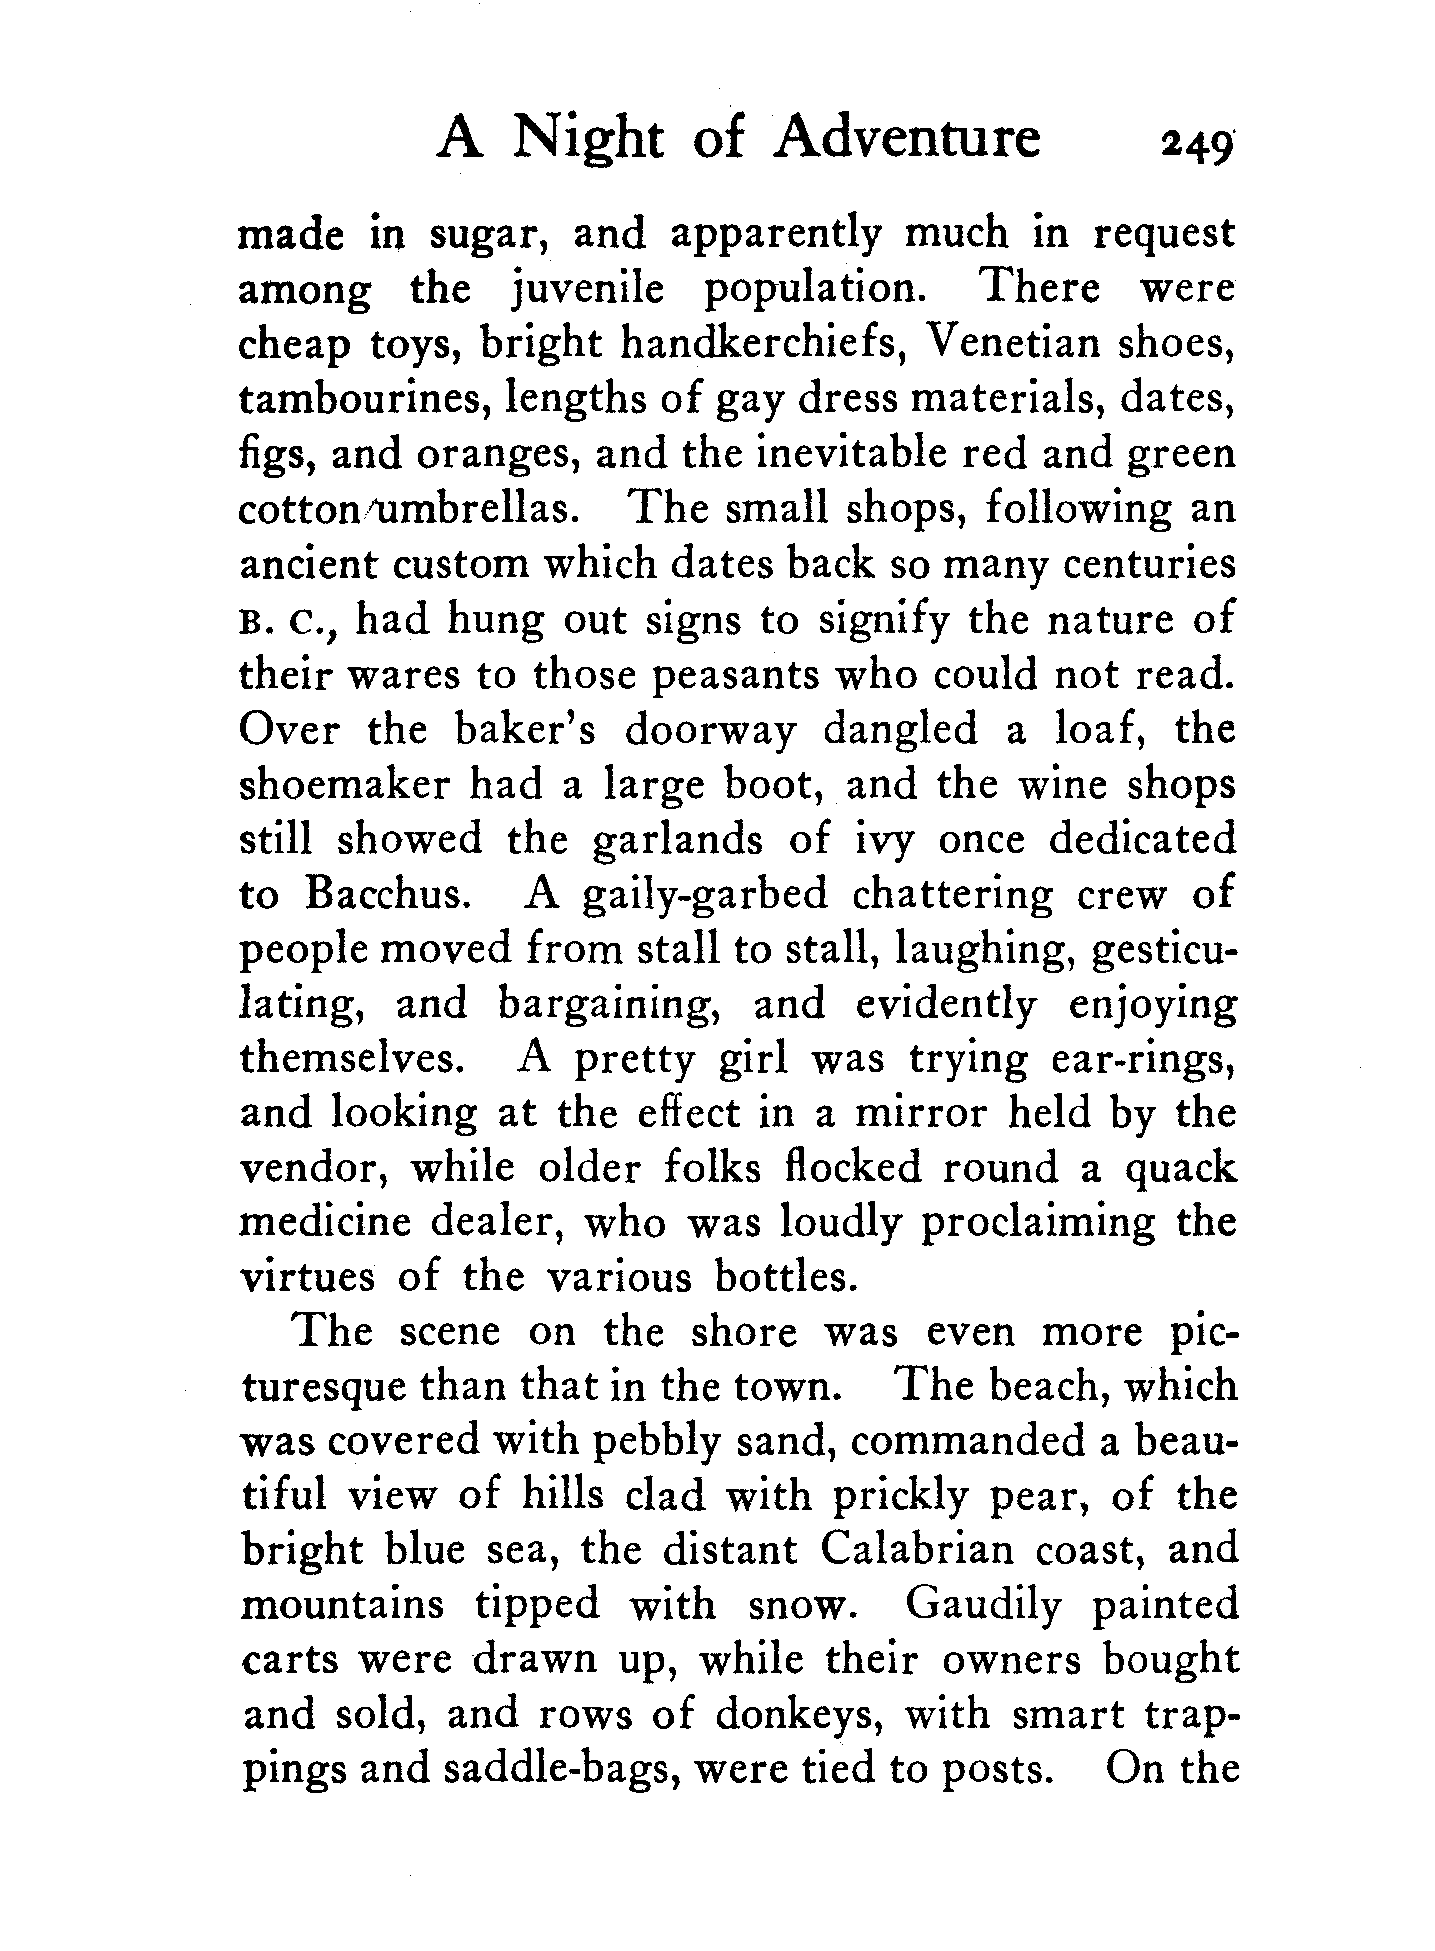 A Night of Adventure 249
made in sugar, and apparently much in request
among the juvenile population. There were
cheap toys, bright handkerchiefs, Venetian shoes,
tambourines, lengths of gay dress materials, dates,
figs, and oranges, and the inevitable red and green
cotton umbrellas. The small shops, following an
ancient custom which dates back so many centuries
B. C., had hung out signs to signify the nature of
their wares to those peasants who could not read.
Over the baker's doorway dangled a loaf, the
shoemaker had a large boot, and the wine shops
still showed the garlands of ivy once dedicated
to Bacchus. A gaily-garbed chattering crew of
people moved from stall to stall, laughing, gesticu-
lating, and bargaining, and evidently enjoying
themselves. A pretty girl was trying ear-rings,
and looking at the effect in a mirror held by the
vendor, while older folks flocked round a quack
medicine dealer, who was loudly proclaiming the
virtues of the various bottles.
The scene on the shore was even more pic-
turesque than that in the town. The beach, which
was covered with pebbly sand, commanded a beau-
tiful view of hills clad with prickly pear, of the
bright blue sea, the distant Calabrian coast, and
mountains tipped with snow. Gaudily painted
carts were drawn up, while their owners bought
and sold, and rows of donkeys, with smart trap-
pings and saddle-bags, were tied to posts. On the